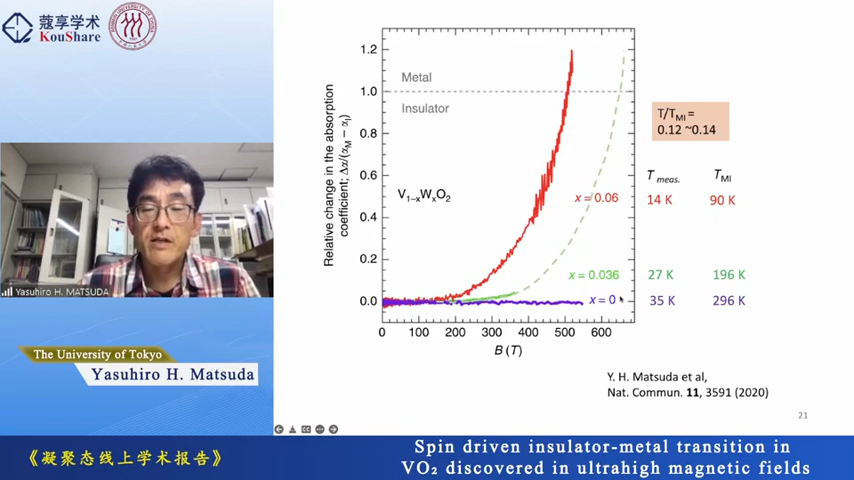 蔻享学术
KouShare
Yasuhiro H. MATSUDA
The University of Tokyo
Yasuhiro H. Matsuda
Relative change in the absorption
coefficient; Δα/(α_M − α_I)
1.2
1.0
0.8
0.6
0.4
0.2
0.0
Metal
Insulator
V₁₋ₓWₓO₂
x = 0.06
x = 0.036
x = 0
0
100
200
300
400
500
600
B (T)
T/T_MI =
0.12 ~0.14
T meas. T_MI
14 K 90 K
27 K 196 K
35 K 296 K
Y. H. Matsuda et al,
Nat. Commun. 11, 3591 (2020)
21
《凝聚态线上学术报告》
Spin driven insulator-metal transition in
VO₂ discovered in ultrahigh magnetic fields